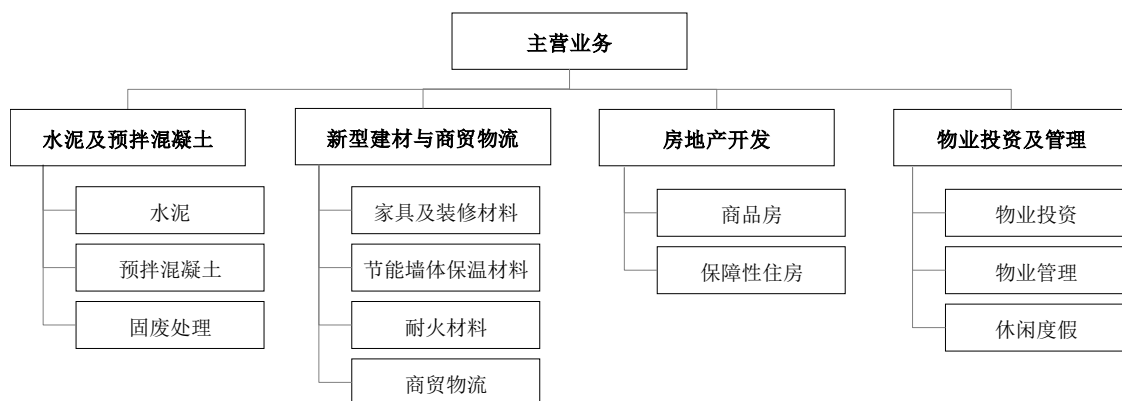 主营业务
水泥及预拌混凝土
水泥
预拌混凝土
固废处理
新型建材与商贸物流
家具及装修材料
节能墙体保温材料
耐火材料
商贸物流
房地产开发
商品房
保障性住房
物业投资及管理
物业投资
物业管理
休闲度假